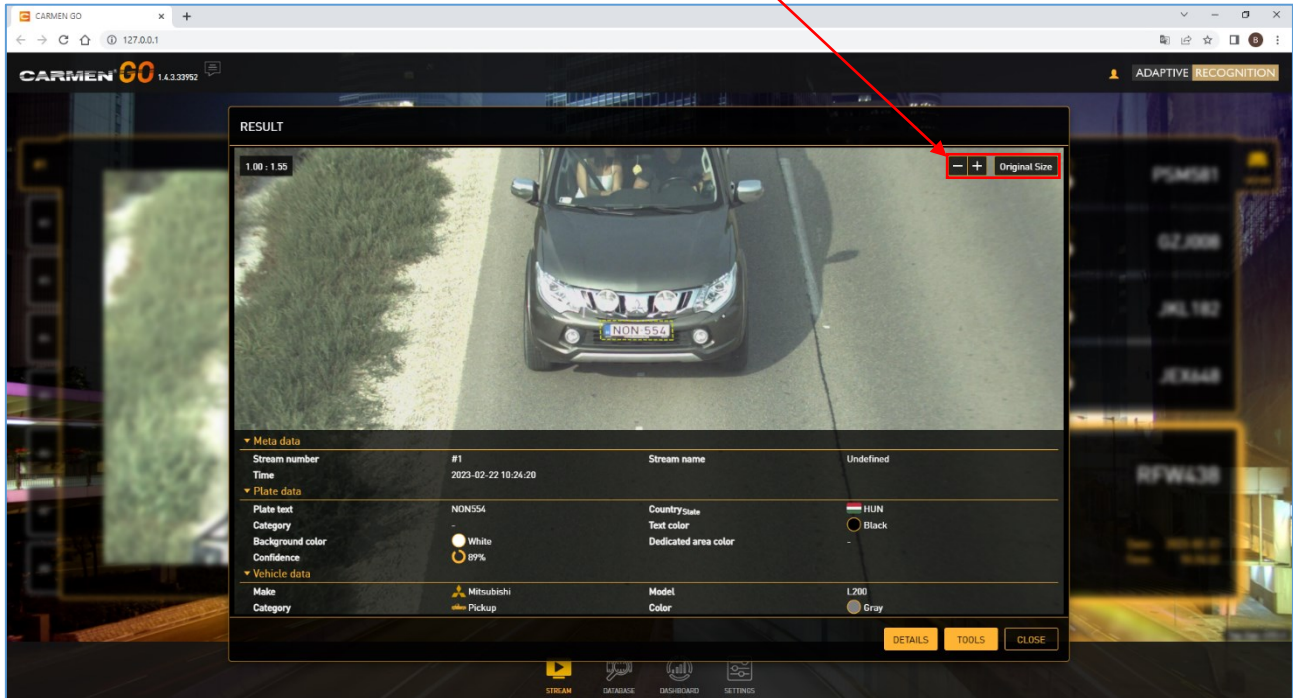 CARMEN GO
127.0.0.1
B
CARMEN® GO 1.4.3.33952
ADAPTIVE RECOGNITION
RESULT
1.00 : 1.55
− + Original Size
NON-554
PSM581
GZJ008
JKL182
JEX648
RFW438
Meta data
Stream number #1 Stream name Undefined
Time 2023-02-22 10:24:20
Plate data
Plate text NON554 Country State HUN
Category - Text color Black
Background color White Dedicated area color -
Confidence 89%
Vehicle data
Make Mitsubishi Model L200
Category Pickup Color Gray
DETAILS TOOLS CLOSE
STREAM DATABASE DASHBOARD SETTINGS